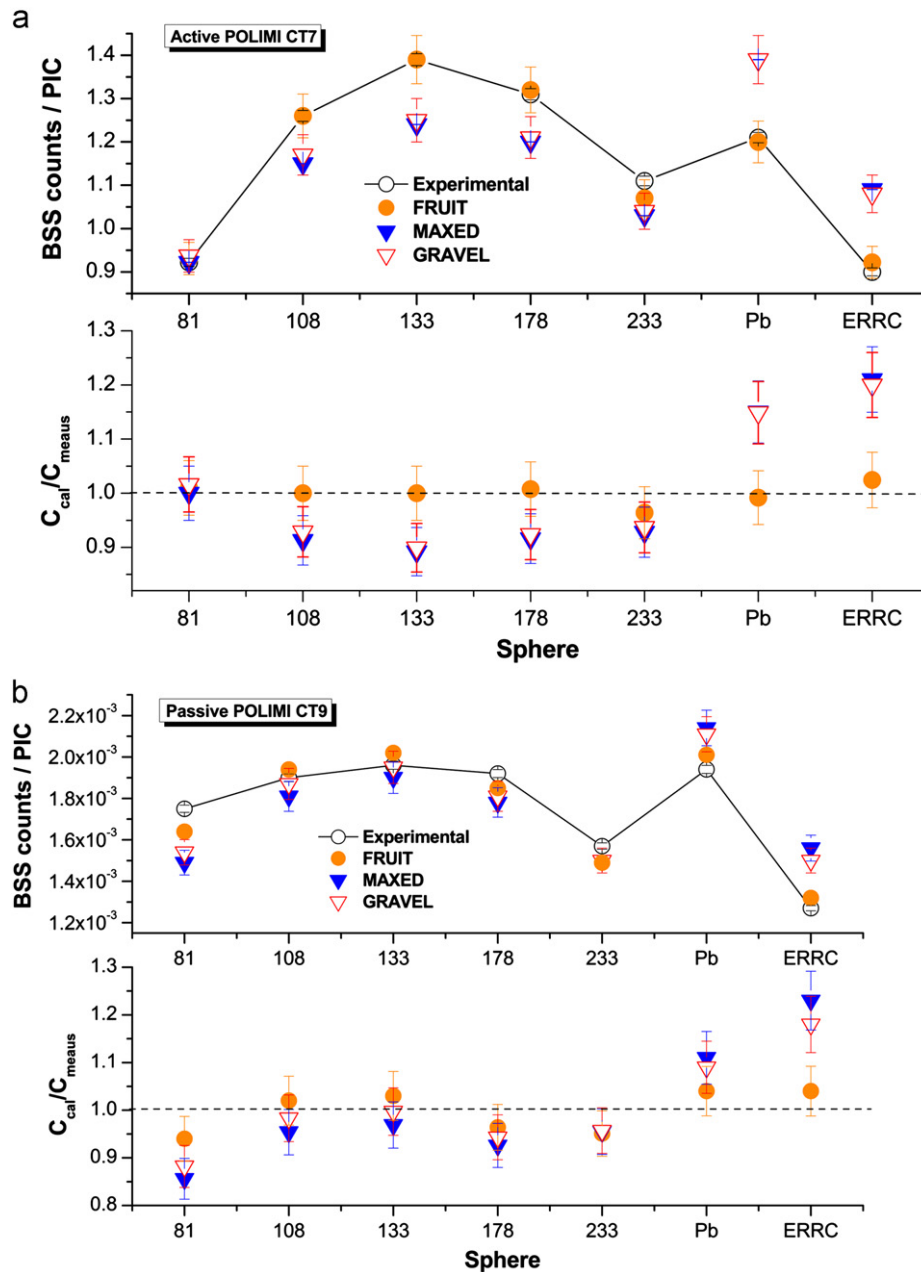 a
Active POLIMI CT7
BSS counts / PIC
1.4
1.3
1.2
1.1
1.0
0.9
Experimental
FRUIT
MAXED
GRAVEL
81 108 133 178 233 Pb ERRC
C_cal/C_meaus
1.3
1.2
1.1
1.0
0.9
81 108 133 178 233 Pb ERRC
Sphere
b
Passive POLIMI CT9
BSS counts / PIC
2.2x10⁻³
2.0x10⁻³
1.8x10⁻³
1.6x10⁻³
1.4x10⁻³
1.2x10⁻³
Experimental
FRUIT
MAXED
GRAVEL
81 108 133 178 233 Pb ERRC
C_cal/C_meaus
1.3
1.2
1.1
1.0
0.9
0.8
81 108 133 178 233 Pb ERRC
Sphere